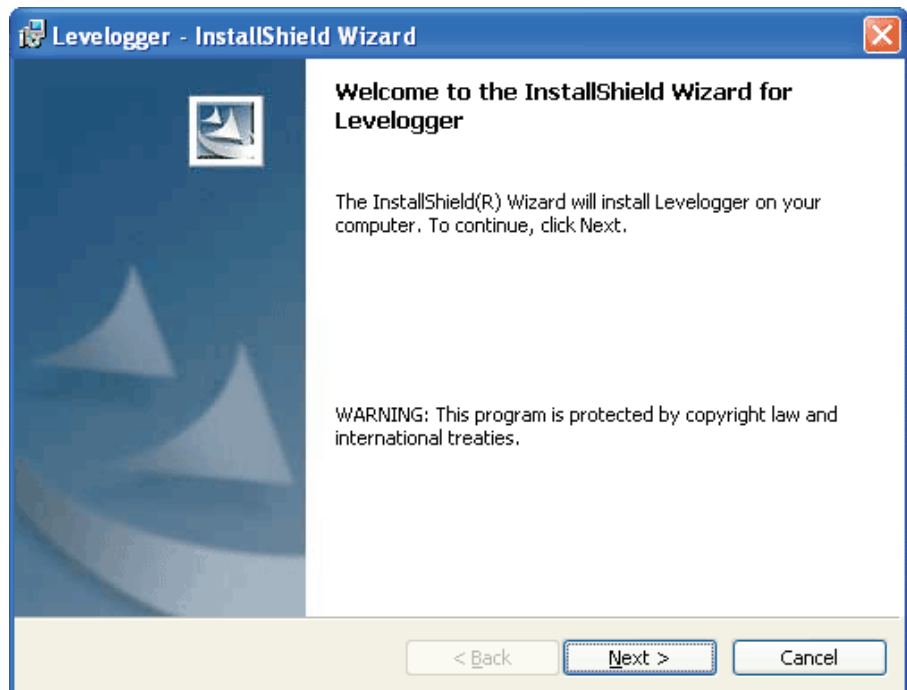 Levelogger - InstallShield Wizard
Welcome to the InstallShield Wizard for
Levelogger
The InstallShield(R) Wizard will install Levelogger on your
computer. To continue, click Next.
WARNING: This program is protected by copyright law and
international treaties.
< Back Next > Cancel